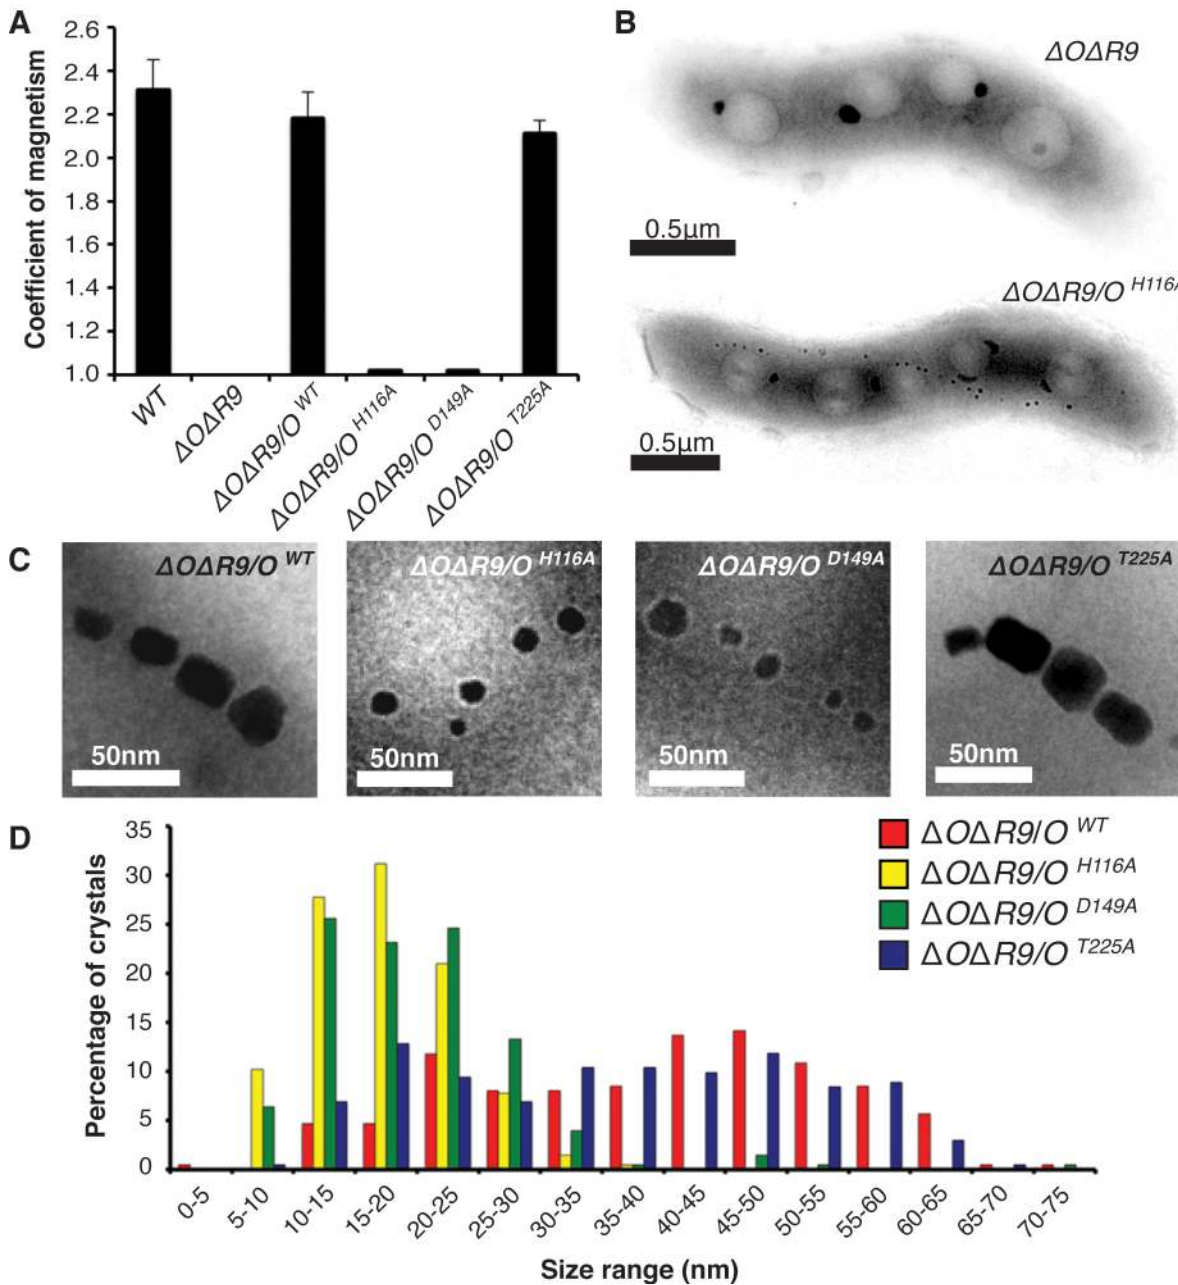 A
Coefficient of magnetism
2.6
2.4
2.2
2.0
1.8
1.6
1.4
1.2
1.0
WT
ΔOΔR9
ΔOΔR9/O WT
ΔOΔR9/O H116A
ΔOΔR9/O D149A
ΔOΔR9/O T225A
B
ΔOΔR9
0.5μm
ΔOΔR9/O H116A
0.5μm
C
ΔOΔR9/O WT
50nm
ΔOΔR9/O H116A
50nm
ΔOΔR9/O D149A
50nm
ΔOΔR9/O T225A
50nm
D
Percentage of crystals
35
30
25
20
15
10
5
0
0-5
5-10
10-15
15-20
20-25
25-30
30-35
35-40
40-45
45-50
50-55
55-60
60-65
65-70
70-75
Size range (nm)
ΔOΔR9/O WT
ΔOΔR9/O H116A
ΔOΔR9/O D149A
ΔOΔR9/O T225A